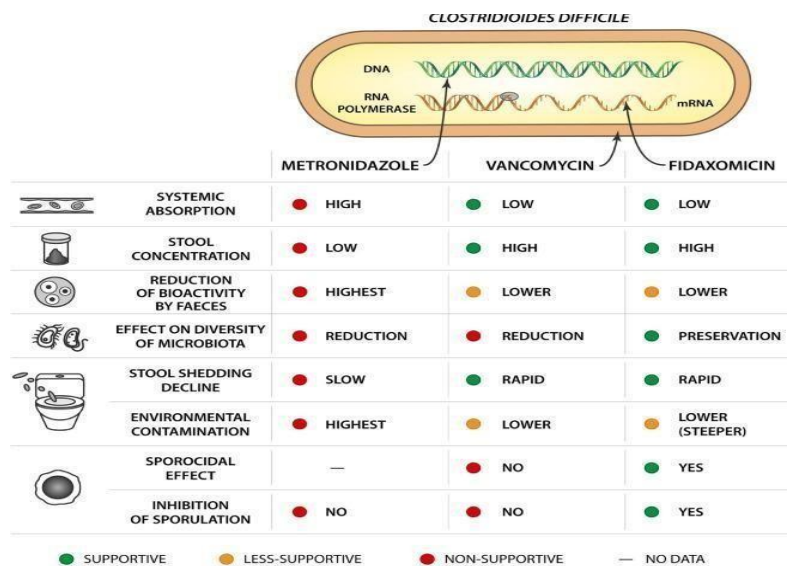 CLOSTRIDIOIDES DIFFICILE
DNA
RNA
POLYMERASE
mRNA
METRONIDAZOLE VANCOMYCIN FIDAXOMICIN
SYSTEMIC
ABSORPTION
HIGH LOW LOW
STOOL
CONCENTRATION
LOW HIGH HIGH
REDUCTION
OF BIOACTIVITY
BY FAECES
HIGHEST LOWER LOWER
EFFECT ON DIVERSITY
OF MICROBIOTA
REDUCTION REDUCTION PRESERVATION
STOOL SHEDDING
DECLINE
SLOW RAPID RAPID
ENVIRONMENTAL
CONTAMINATION
HIGHEST LOWER LOWER
(STEEPER)
SPOROCIDAL
EFFECT
— NO YES
INHIBITION
OF SPORULATION
NO NO YES
SUPPORTIVE LESS-SUPPORTIVE NON-SUPPORTIVE — NO DATA